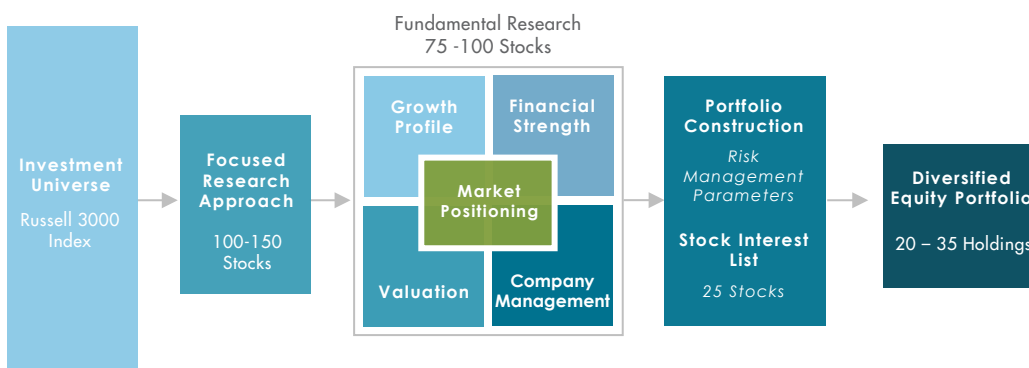 Investment
Universe
Russell 3000
Index
Focused
Research
Approach
100-150
Stocks
Fundamental Research
75 -100 Stocks
Growth
Profile
Financial
Strength
Market
Positioning
Valuation
Company
Management
Portfolio
Construction
Risk
Management
Parameters
Stock Interest
List
25 Stocks
Diversified
Equity Portfolio
20 – 35 Holdings